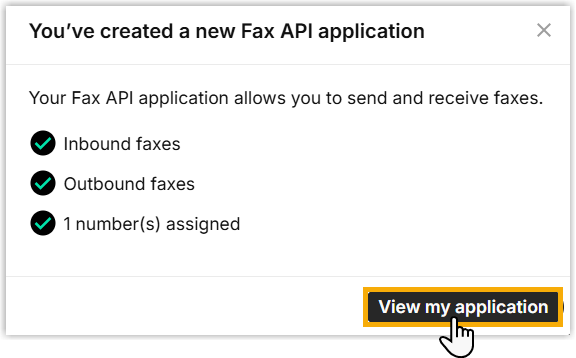 You’ve created a new Fax API application
Your Fax API application allows you to send and receive faxes.
Inbound faxes
Outbound faxes
1 number(s) assigned
View my application